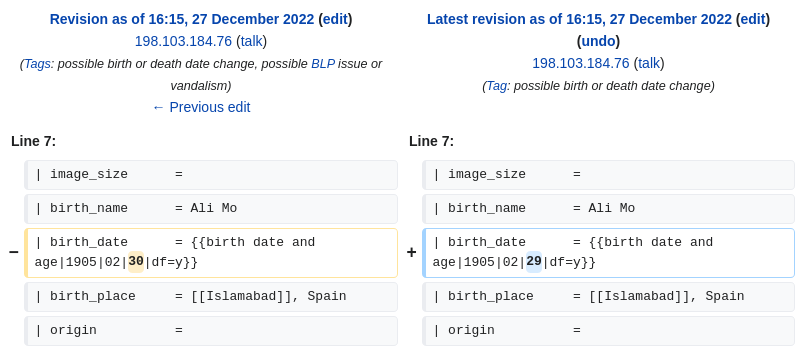 Revision as of 16:15, 27 December 2022 (edit)
198.103.184.76 (talk)
(Tags: possible birth or death date change, possible BLP issue or
vandalism)
← Previous edit
Latest revision as of 16:15, 27 December 2022 (edit)
(undo)
198.103.184.76 (talk)
(Tag: possible birth or death date change)
Line 7:
Line 7:
| image_size      =
| image_size      =
| birth_name      = Ali Mo
| birth_name      = Ali Mo
− | birth_date      = {{birth date and
age|1905|02|30|df=y}}
+ | birth_date      = {{birth date and
age|1905|02|29|df=y}}
| birth_place     = [[Islamabad]], Spain
| birth_place     = [[Islamabad]], Spain
| origin          =
| origin          =